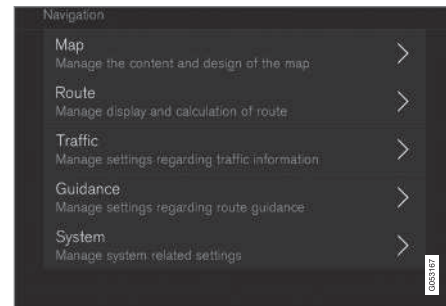 Navigation
Map
Manage the content and design of the map
Route
Manage display and calculation of route
Traffic
Manage settings regarding traffic information
Guidance
Manage settings regarding route guidance
System
Manage system related settings
G053167